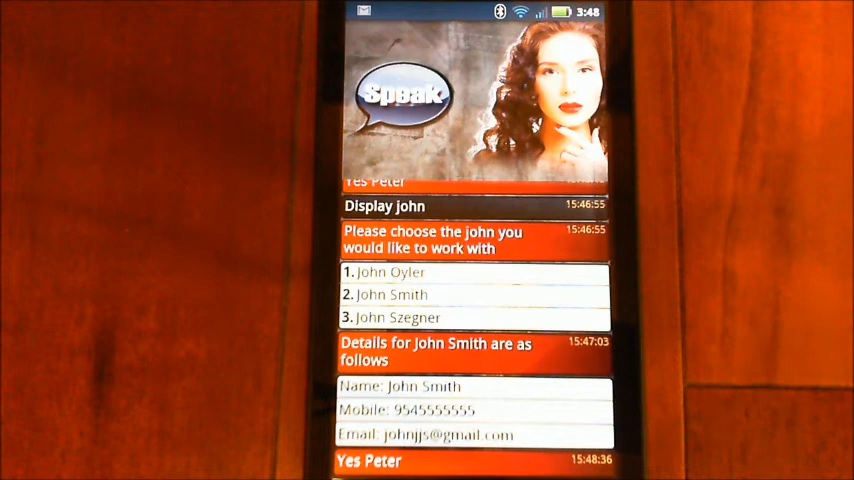 3:48
Speak
Yes Peter
Display john 15:46:55
Please choose the john you 15:46:55
would like to work with
1. John Oyler
2. John Smith
3. John Szegner
Details for John Smith are as 15:47:03
follows
Name: John Smith
Mobile: 9545555555
Email: johnjjs@gmail.com
Yes Peter 15:48:36